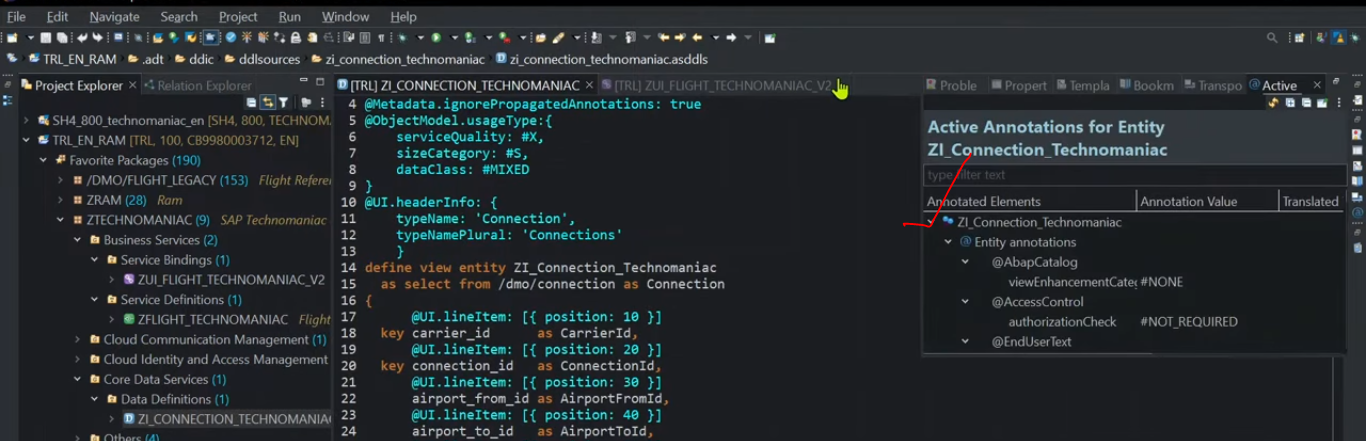 File Edit Navigate Search Project Run Window Help
TRL_EN_RAM .adt ddic ddlsources zi_connection_technomaniac zi_connection_technomaniac.asddls
Project Explorer Relation Explorer
SH4_800_technomaniac_en [SH4, 800, TECHNOM
TRL_EN_RAM [TRL, 100, CB9980003712, EN]
Favorite Packages (190)
/DMO/FLIGHT_LEGACY (153) Flight Refere
ZRAM (28) Ram
ZTECHNOMANIAC (9) SAP Technomaniac
Business Services (2)
Service Bindings (1)
ZUI_FLIGHT_TECHNOMANIAC_V2
Service Definitions (1)
ZFLIGHT_TECHNOMANIAC Flight
Cloud Communication Management (1)
Cloud Identity and Access Management
Core Data Services (1)
Data Definitions (1)
ZI_CONNECTION_TECHNOMANIAC
Others (4)
[TRL] ZI_CONNECTION_TECHNOMANIAC [TRL] ZUI_FLIGHT_TECHNOMANIAC_V2
4 @Metadata.ignorePropagatedAnnotations: true
5 @ObjectModel.usageType:{
6 serviceQuality: #X,
7 sizeCategory: #S,
8 dataClass: #MIXED
9 }
10 @UI.headerInfo: {
11 typeName: 'Connection',
12 typeNamePlural: 'Connections'
13 }
14 define view entity ZI_Connection_Technomaniac
15 as select from /dmo/connection as Connection
16 {
17 @UI.lineItem: [{ position: 10 }]
18 key carrier_id as CarrierId,
19 @UI.lineItem: [{ position: 20 }]
20 key connection_id as ConnectionId,
21 @UI.lineItem: [{ position: 30 }]
22 airport_from_id as AirportFromId,
23 @UI.lineItem: [{ position: 40 }]
24 airport_to_id as AirportToId,
Proble Propert Templa Bookm Transpo Active
Active Annotations for Entity
ZI_Connection_Technomaniac
type filter text
Annotated Elements Annotation Value Translated
ZI_Connection_Technomaniac
Entity annotations
@AbapCatalog
viewEnhancementCate #NONE
@AccessControl
authorizationCheck #NOT_REQUIRED
@EndUserText